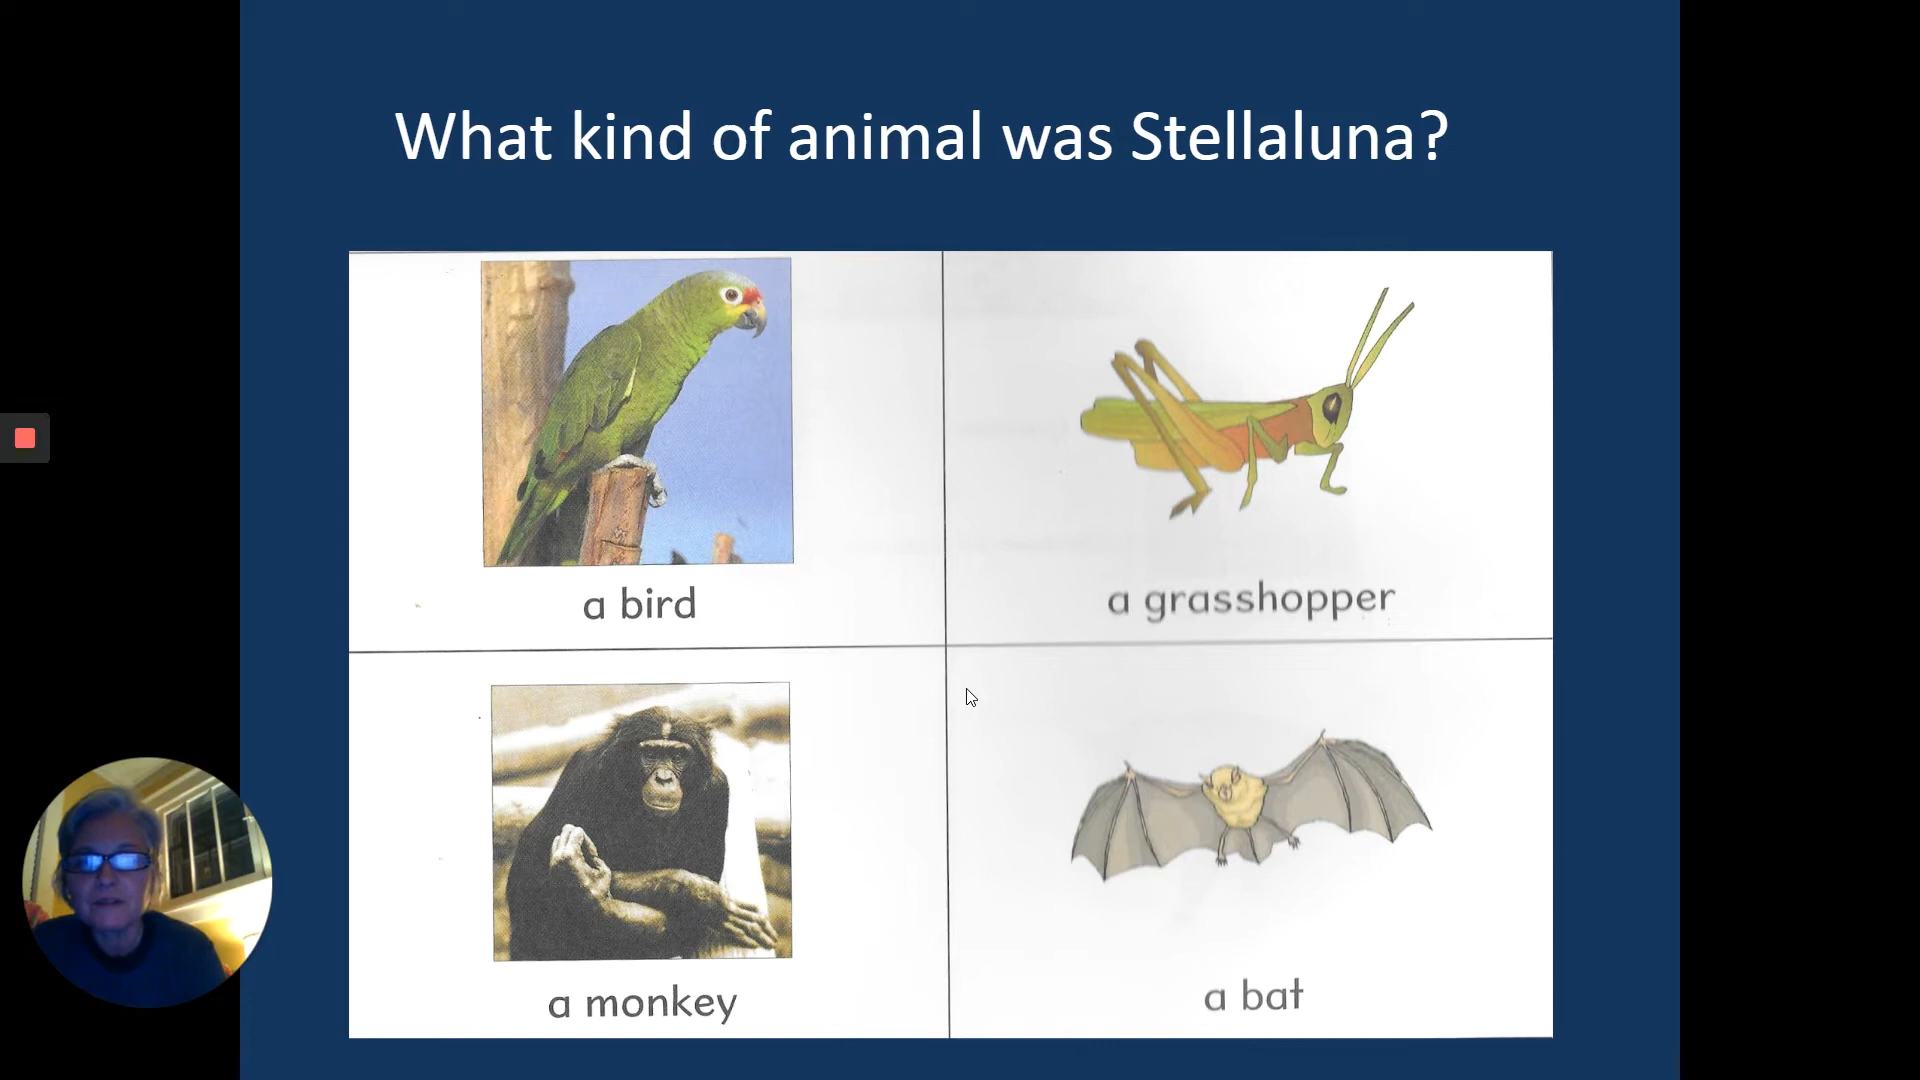 What kind of animal was Stellaluna?
a bird
a grasshopper
a monkey
a bat